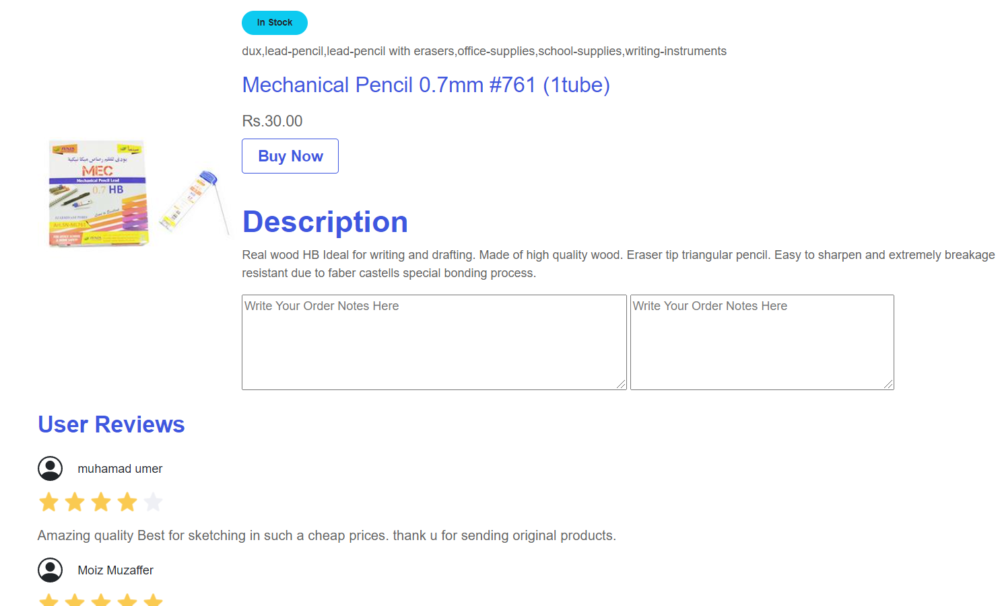 In Stock
dux,lead-pencil,lead-pencil with erasers,office-supplies,school-supplies,writing-instruments
Mechanical Pencil 0.7mm #761 (1tube)
Rs.30.00
Buy Now
MEC
Mechanical Pencil Lead
0.7 HB
Description
Real wood HB Ideal for writing and drafting. Made of high quality wood. Eraser tip triangular pencil. Easy to sharpen and extremely breakage
resistant due to faber castells special bonding process.
Write Your Order Notes Here
Write Your Order Notes Here
User Reviews
muhamad umer
Amazing quality Best for sketching in such a cheap prices. thank u for sending original products.
Moiz Muzaffer